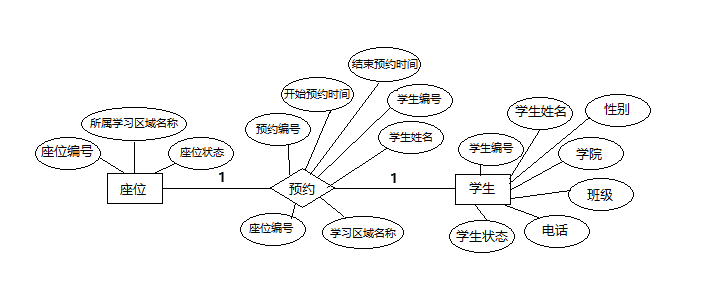 结束预约时间
开始预约时间
学生编号
学生姓名
性别
所属学习区域名称
预约编号
学生姓名
学生编号
学院
座位编号
座位状态
1
1
座位
预约
学生
班级
座位编号
学习区域名称
学生状态
电话